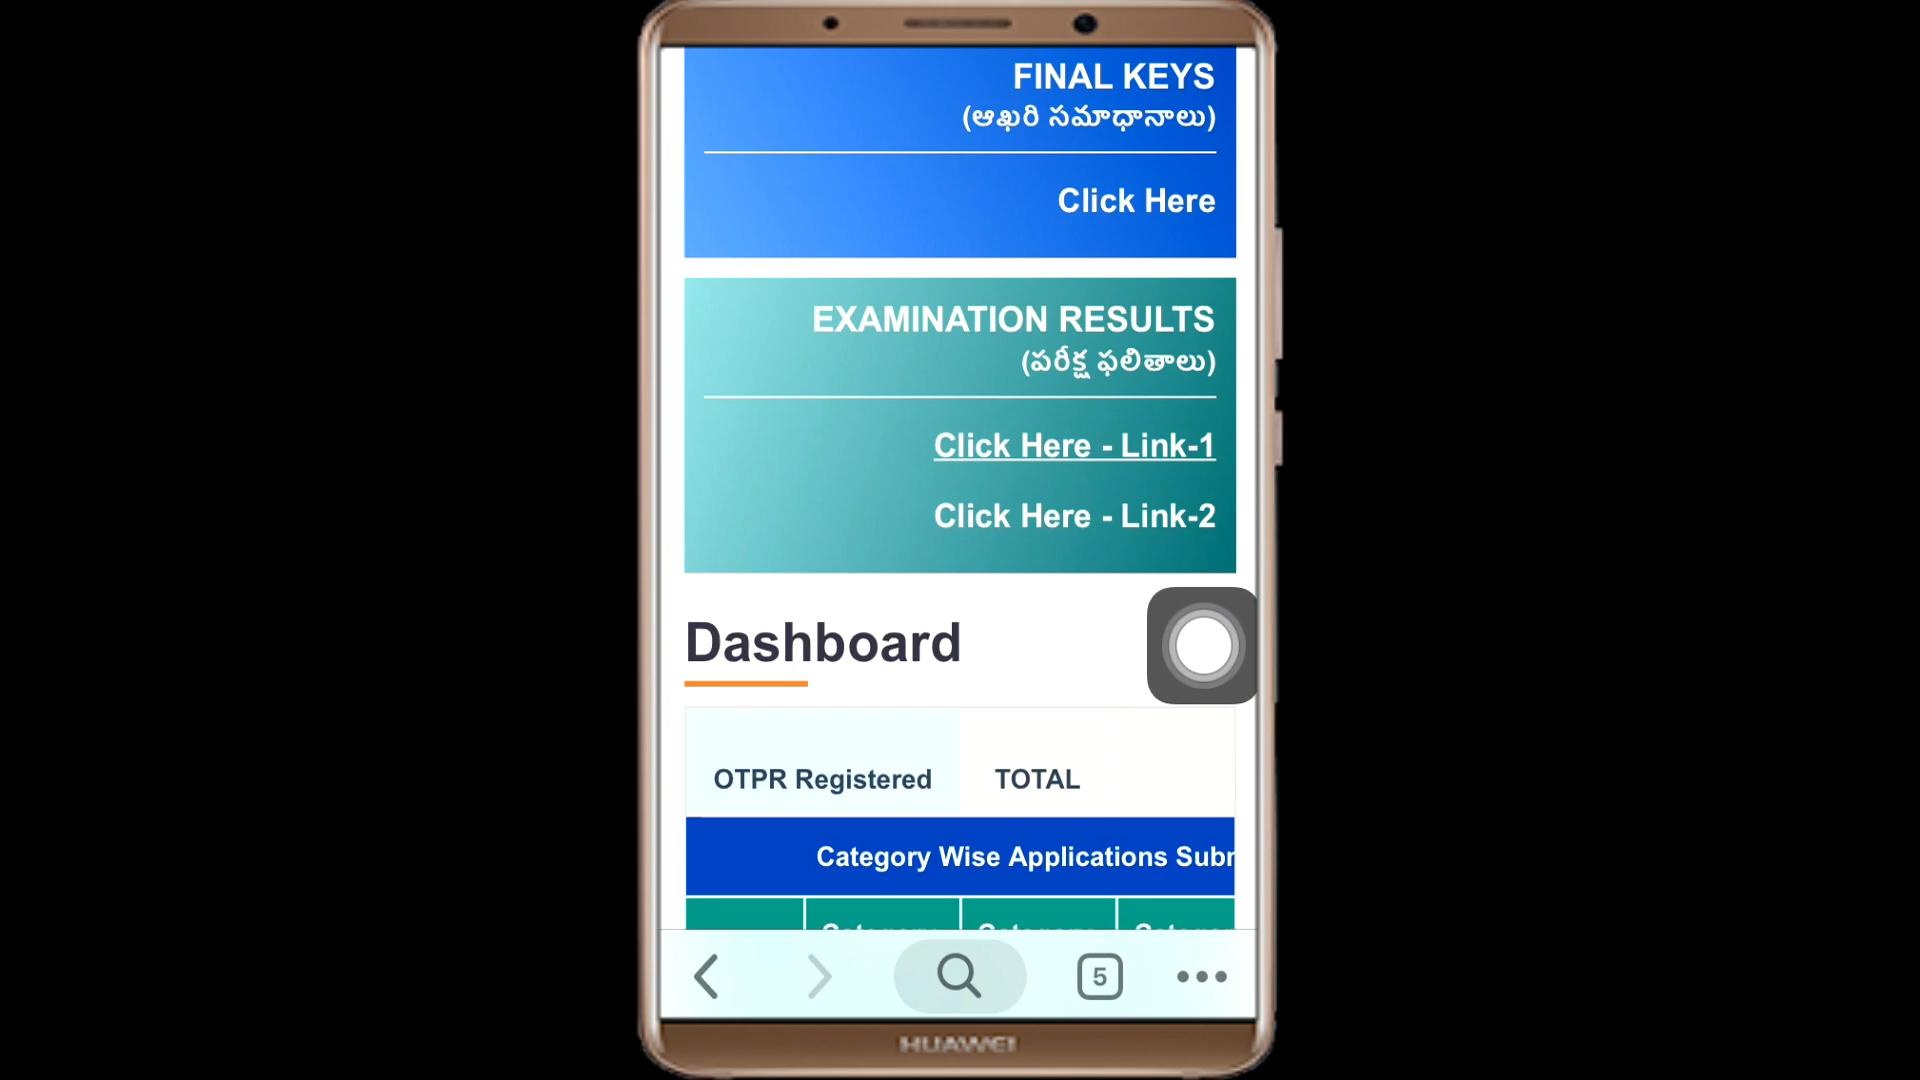 FINAL KEYS
(ఆఖరి సమాధానాలు)
Click Here
EXAMINATION RESULTS
(పరీక్ష ఫలితాలు)
Click Here - Link-1
Click Here - Link-2
Dashboard
OTPR Registered TOTAL
Category Wise Applications
5
HUAWEI